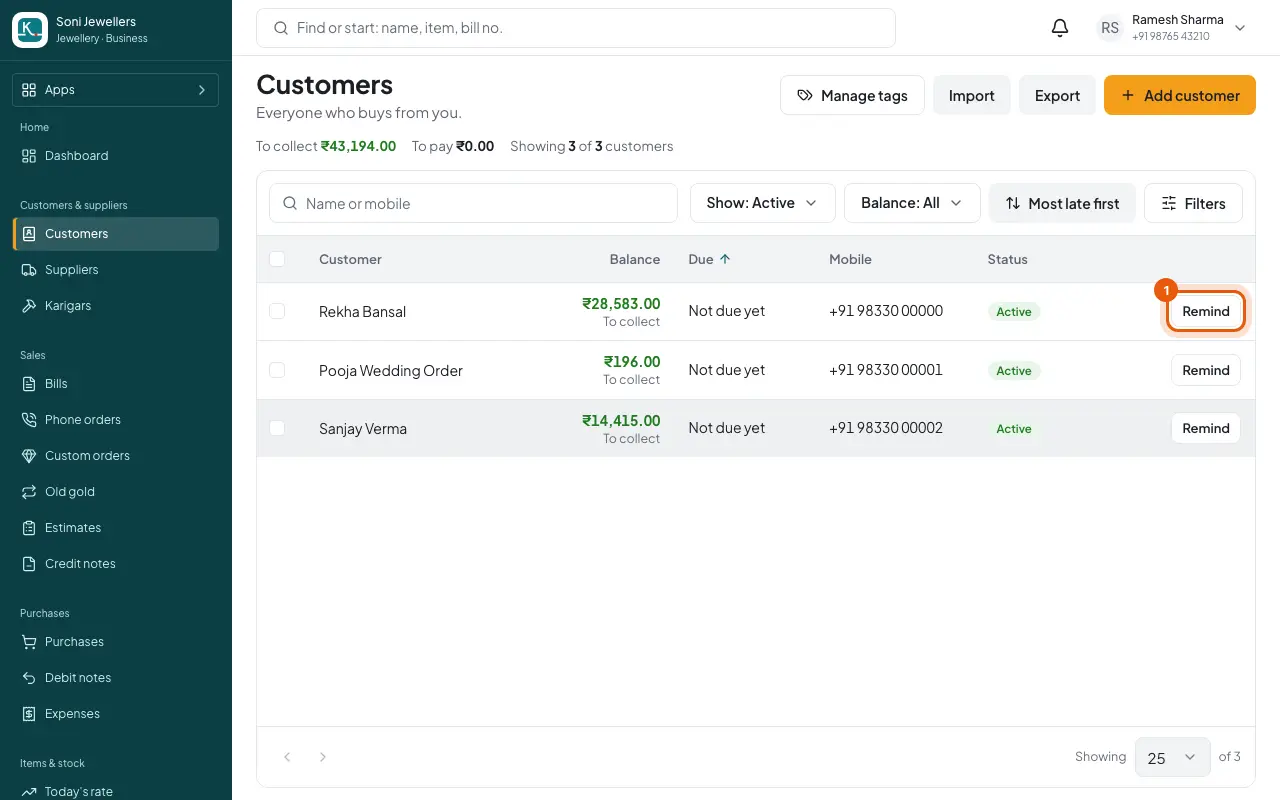 Soni Jewellers
Jewellery · Business
Find or start: name, item, bill no.
RS
Ramesh Sharma
+91 98765 43210
Apps
Home
Dashboard
Customers & suppliers
Customers
Suppliers
Karigars
Sales
Bills
Phone orders
Custom orders
Old gold
Estimates
Credit notes
Purchases
Purchases
Debit notes
Expenses
Items & stock
Today's rate
Customers
Everyone who buys from you.
Manage tags
Import
Export
+ Add customer
To collect ₹43,194.00 To pay ₹0.00 Showing 3 of 3 customers
Name or mobile
Show: Active
Balance: All
Most late first
Filters
Customer Balance Due ↑ Mobile Status
1
Rekha Bansal ₹28,583.00 Not due yet +91 98330 00000 Active Remind
To collect
Pooja Wedding Order ₹196.00 Not due yet +91 98330 00001 Active Remind
To collect
Sanjay Verma ₹14,415.00 Not due yet +91 98330 00002 Active Remind
To collect
Showing 25 of 3